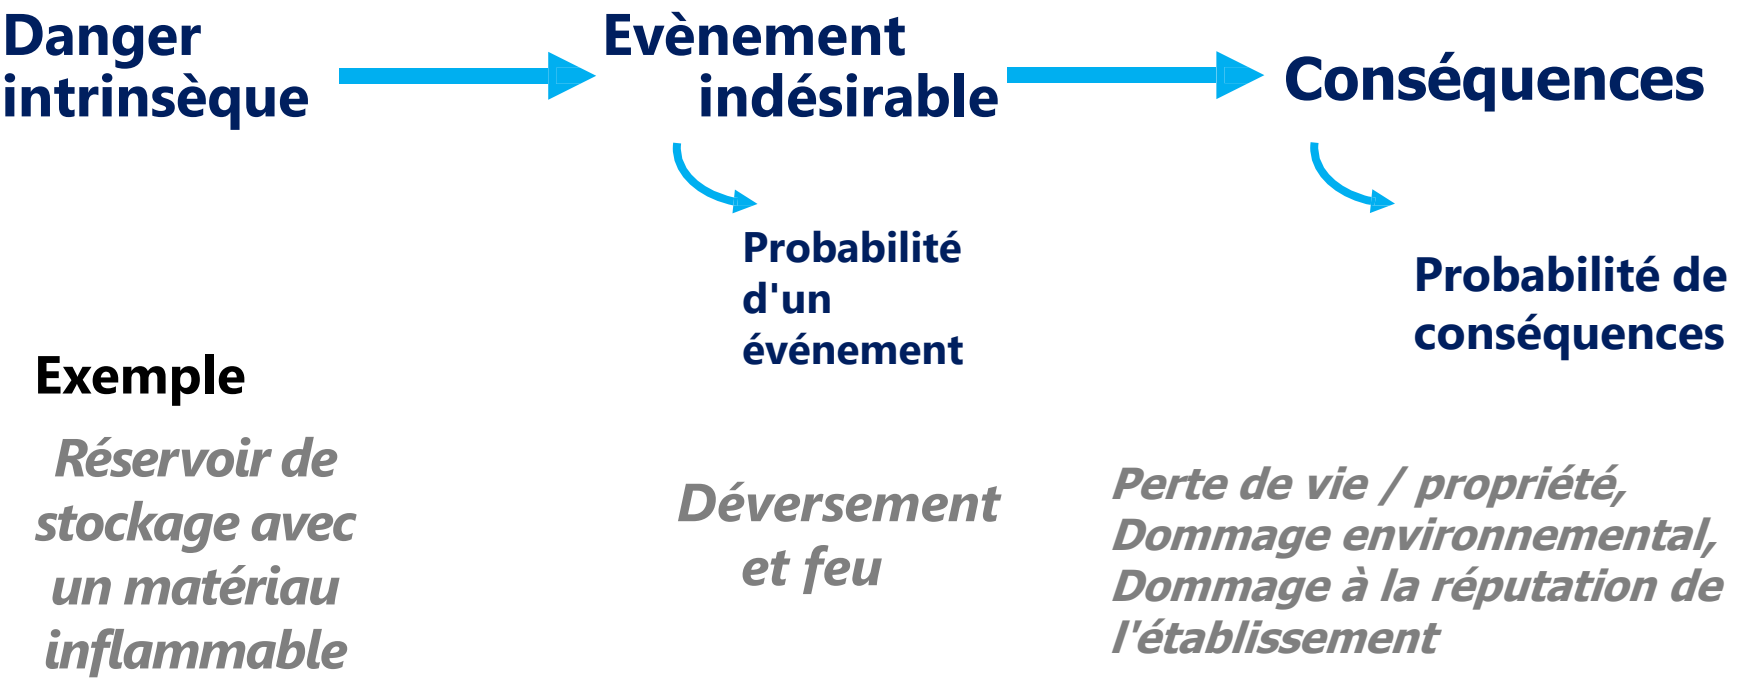 Danger
intrinsèque
Evènement
indésirable
Conséquences
Probabilité
d'un
événement
Probabilité de
conséquences
Exemple
Réservoir de
stockage avec
un matériau
inflammable
Déversement
et feu
Perte de vie / propriété,
Dommage environnemental,
Dommage à la réputation de
l'établissement